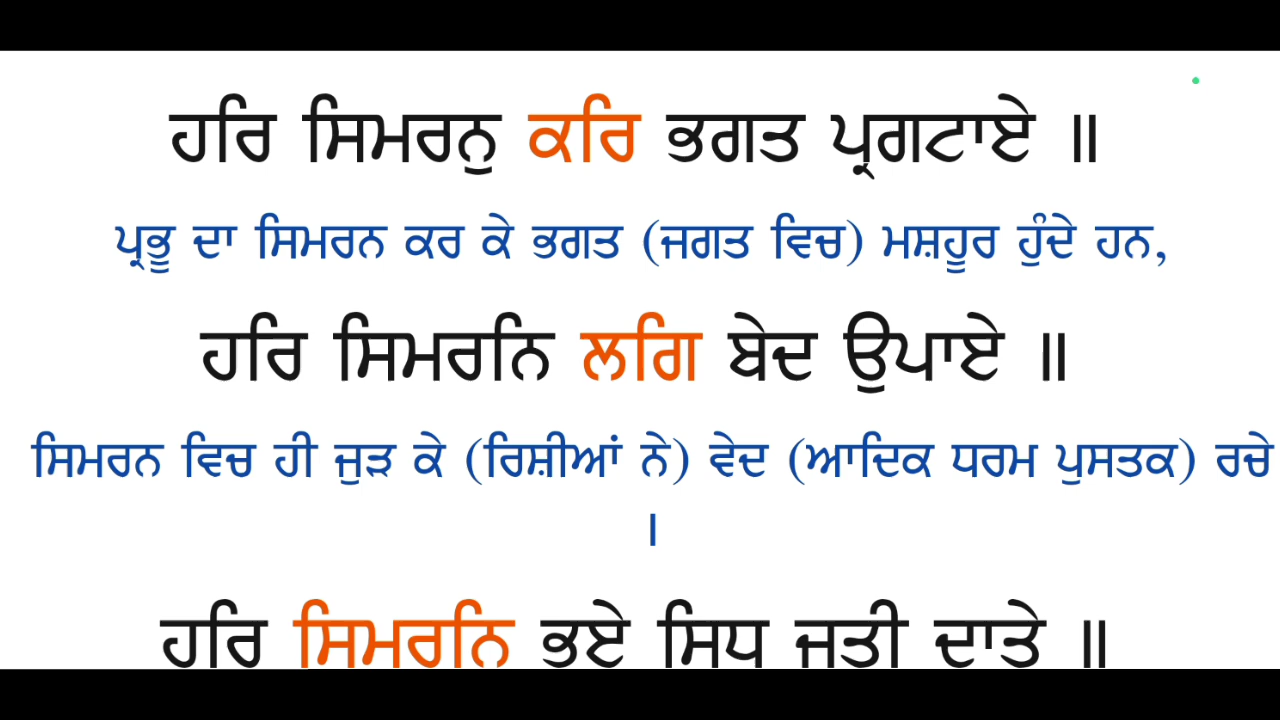 ਹਰਿ ਸਿਮਰਨੁ ਕਰਿ ਭਗਤ ਪ੍ਰਗਟਾਏ ॥
ਪ੍ਰਭੂ ਦਾ ਸਿਮਰਨ ਕਰ ਕੇ ਭਗਤ (ਜਗਤ ਵਿਚ) ਮਸ਼ਹੂਰ ਹੁੰਦੇ ਹਨ,
ਹਰਿ ਸਿਮਰਨਿ ਲਗਿ ਬੇਦ ਉਪਾਏ ॥
ਸਿਮਰਨ ਵਿਚ ਹੀ ਜੁੜ ਕੇ (ਰਿਸ਼ੀਆਂ ਨੇ) ਵੇਦ (ਆਦਿਕ ਧਰਮ ਪੁਸਤਕ) ਰਚੇ
।
ਹਰਿ ਸਿਮਰਨਿ ਭਏ ਸਿਧ ਜਤੀ ਦਾਤੇ ॥